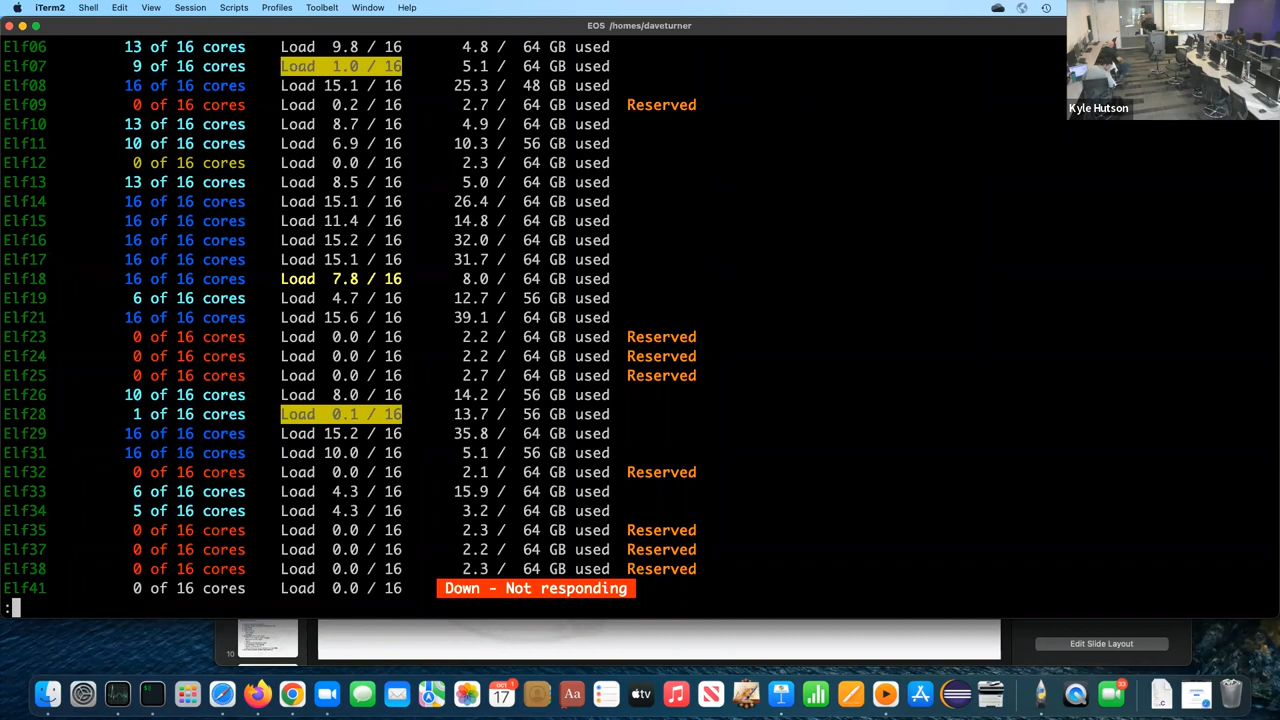 iTerm2 Shell Edit View Session Scripts Profiles Toolbelt Window Help
EOS /homes/daveturner
Kyle Hutson
Elf06 13 of 16 cores Load 9.8 / 16 4.8 / 64 GB used
Elf07 9 of 16 cores Load 1.0 / 16 5.1 / 64 GB used
Elf08 16 of 16 cores Load 15.1 / 16 25.3 / 48 GB used
Elf09 0 of 16 cores Load 0.2 / 16 2.7 / 64 GB used Reserved
Elf10 13 of 16 cores Load 8.7 / 16 4.9 / 64 GB used
Elf11 10 of 16 cores Load 6.9 / 16 10.3 / 56 GB used
Elf12 0 of 16 cores Load 0.0 / 16 2.3 / 64 GB used
Elf13 13 of 16 cores Load 8.5 / 16 5.0 / 64 GB used
Elf14 16 of 16 cores Load 15.1 / 16 26.4 / 64 GB used
Elf15 16 of 16 cores Load 11.4 / 16 14.8 / 64 GB used
Elf16 16 of 16 cores Load 15.2 / 16 32.0 / 64 GB used
Elf17 16 of 16 cores Load 15.1 / 16 31.7 / 64 GB used
Elf18 16 of 16 cores Load 7.8 / 16 8.0 / 64 GB used
Elf19 6 of 16 cores Load 4.7 / 16 12.7 / 56 GB used
Elf21 16 of 16 cores Load 15.6 / 16 39.1 / 64 GB used
Elf23 0 of 16 cores Load 0.0 / 16 2.2 / 64 GB used Reserved
Elf24 0 of 16 cores Load 0.0 / 16 2.2 / 64 GB used Reserved
Elf25 0 of 16 cores Load 0.0 / 16 2.7 / 64 GB used Reserved
Elf26 10 of 16 cores Load 8.0 / 16 14.2 / 56 GB used
Elf28 1 of 16 cores Load 0.1 / 16 13.7 / 56 GB used
Elf29 16 of 16 cores Load 15.2 / 16 35.8 / 64 GB used
Elf31 16 of 16 cores Load 10.0 / 16 5.1 / 56 GB used
Elf32 0 of 16 cores Load 0.0 / 16 2.1 / 64 GB used Reserved
Elf33 6 of 16 cores Load 4.3 / 16 15.9 / 64 GB used
Elf34 5 of 16 cores Load 4.3 / 16 3.2 / 64 GB used
Elf35 0 of 16 cores Load 0.0 / 16 2.3 / 64 GB used Reserved
Elf37 0 of 16 cores Load 0.0 / 16 2.2 / 64 GB used Reserved
Elf38 0 of 16 cores Load 0.0 / 16 2.3 / 64 GB used Reserved
Elf41 0 of 16 cores Load 0.0 / 16 Down - Not responding
:
10
Edit Slide Layout
OCT
17
1
Aa
tv
33